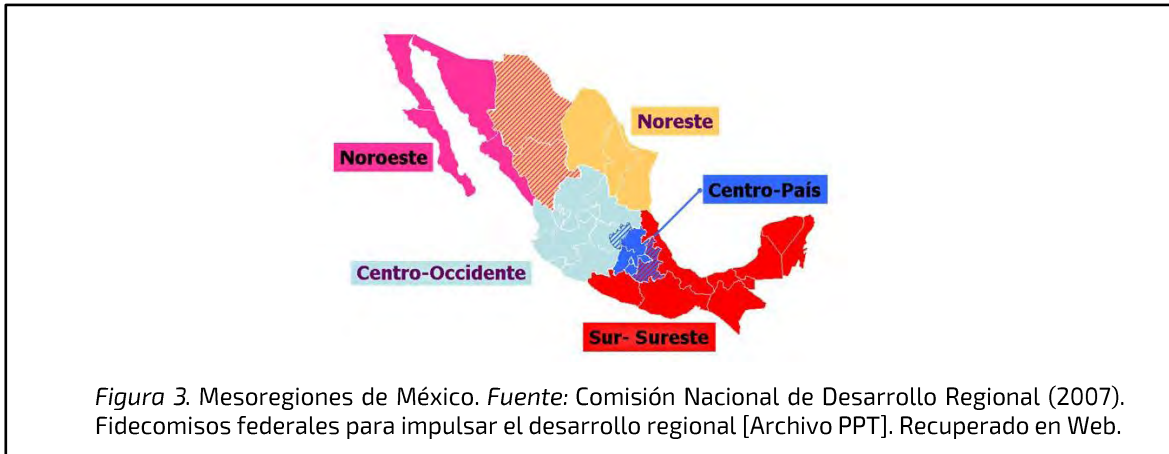 Noreste
Noroeste
Centro-País
Centro-Occidente
Sur- Sureste
Figura 3. Mesoregiones de México. Fuente: Comisión Nacional de Desarrollo Regional (2007).
Fidecomisos federales para impulsar el desarrollo regional [Archivo PPT]. Recuperado en Web.